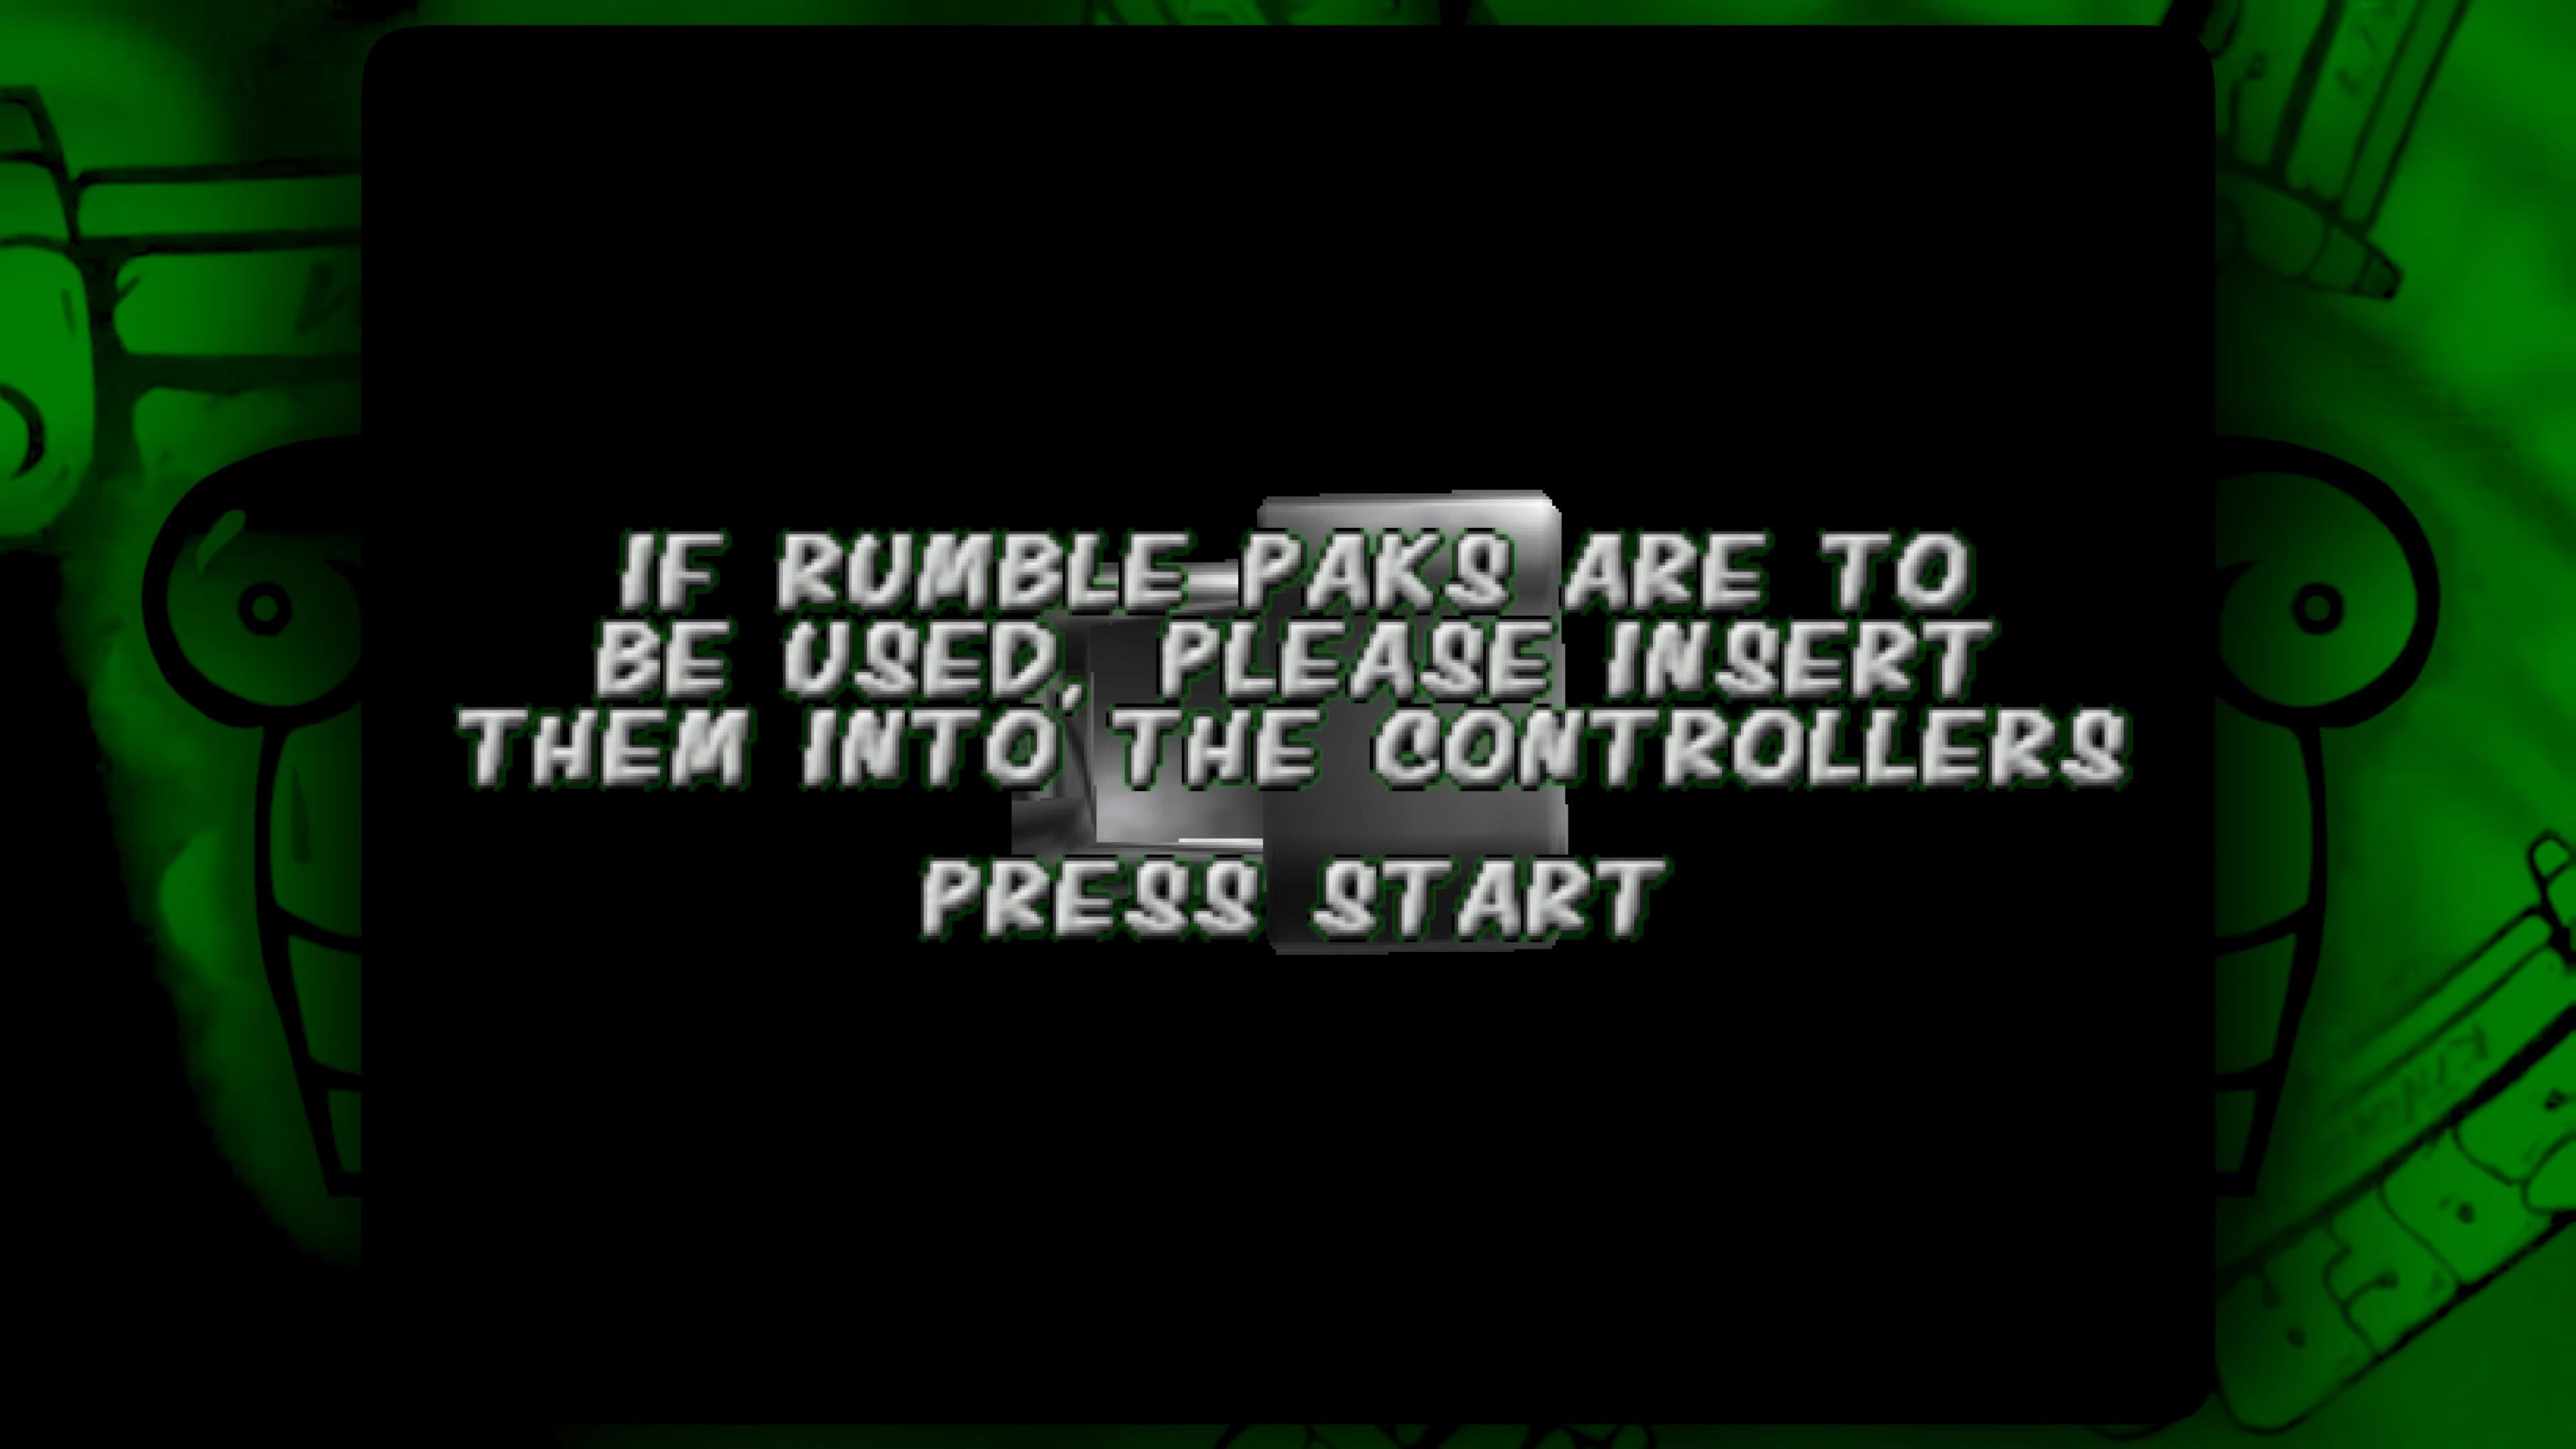 IF RUMBLE PAKS ARE TO
BE USED, PLEASE INSERT
THEM INTO THE CONTROLLERS
PRESS START